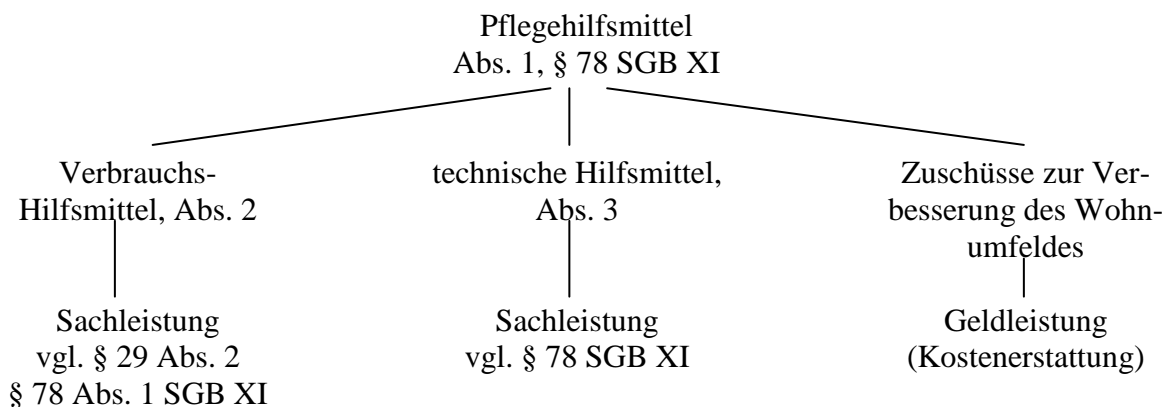 Pflegehilfsmittel
Abs. 1, § 78 SGB XI
Verbrauchs-
Hilfsmittel, Abs. 2
technische Hilfsmittel,
Abs. 3
Zuschüsse zur Ver-
besserung des Wohn-
umfeldes
Sachleistung
vgl. § 29 Abs. 2
§ 78 Abs. 1 SGB XI
Sachleistung
vgl. § 78 SGB XI
Geldleistung
(Kostenerstattung)